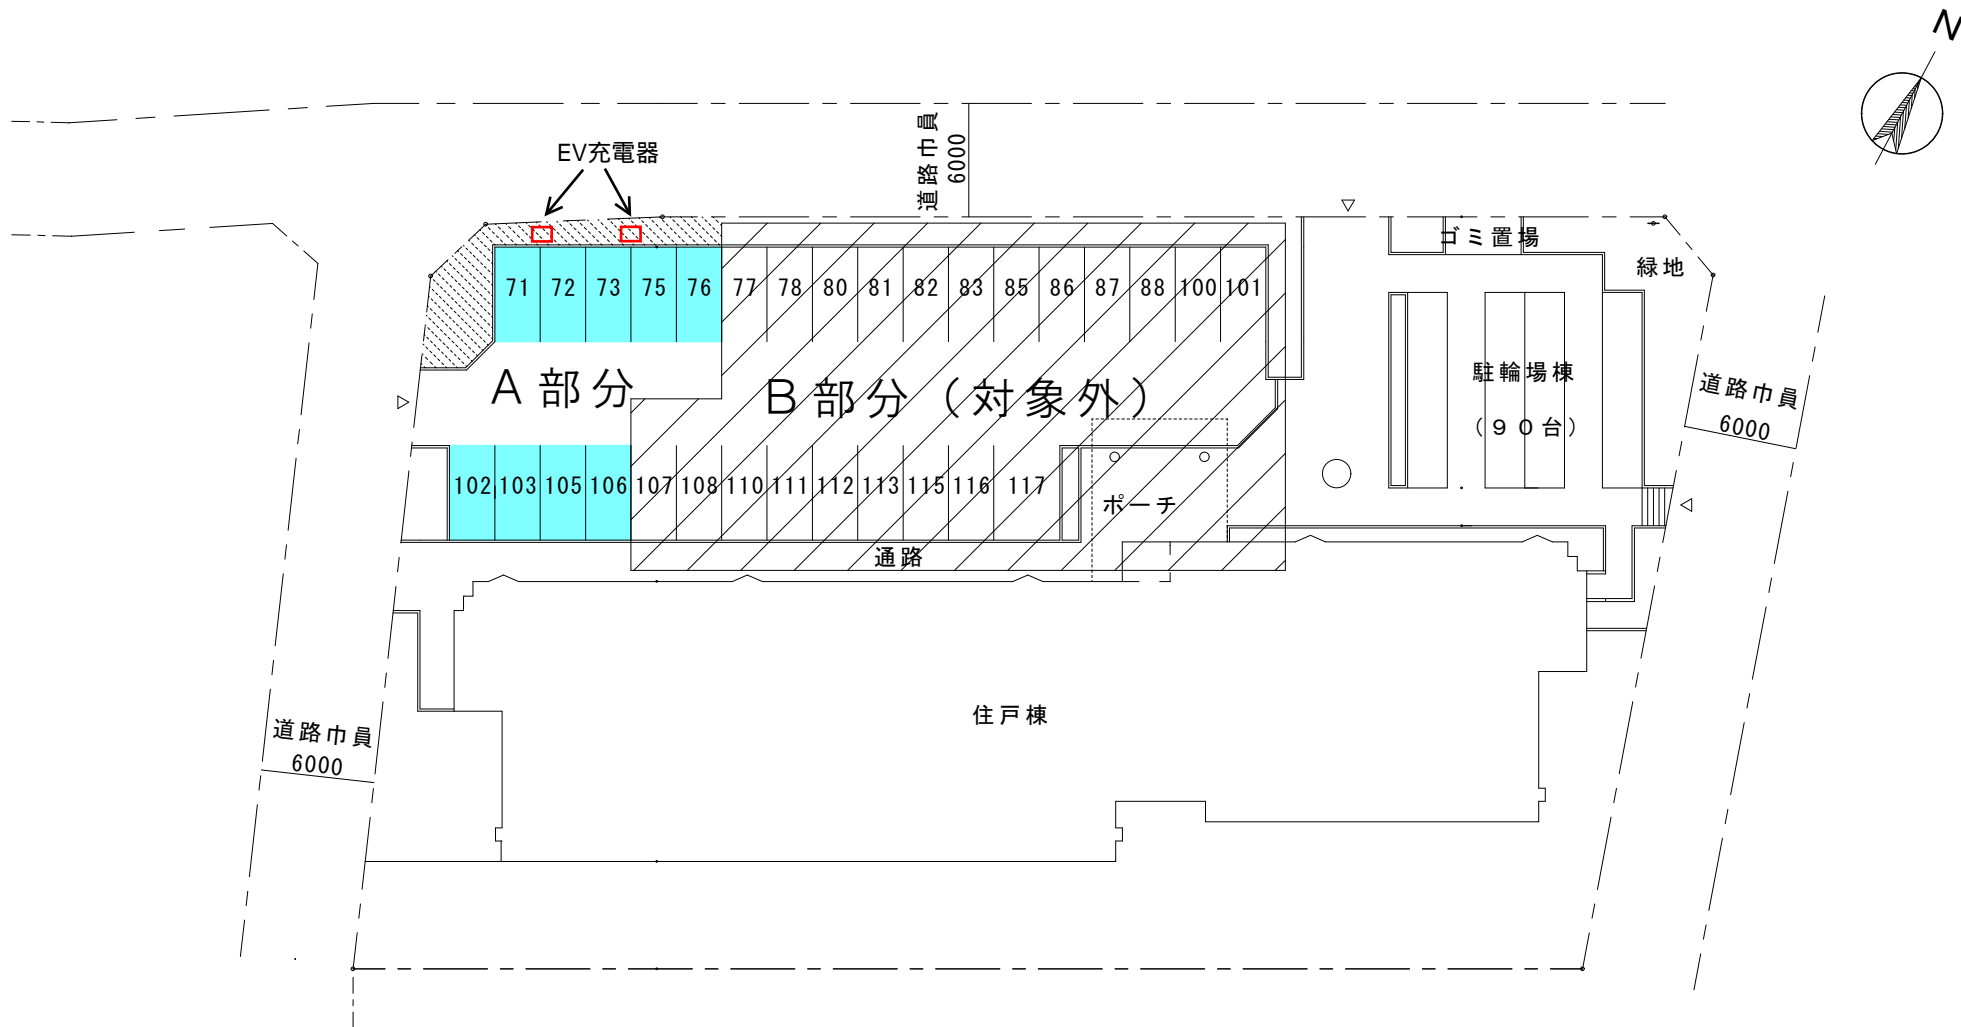 N
道路巾員
6000
EV充電器
ゴミ置場
緑地
71 72 73 75 76 77 78 80 81 82 83 85 86 87 88 100 101
A部分
B部分（対象外）
駐輪場棟
（９０台）
道路巾員
6000
102 103 105 106 107 108 110 111 112 113 115 116 117
ポーチ
通路
住戸棟
道路巾員
6000